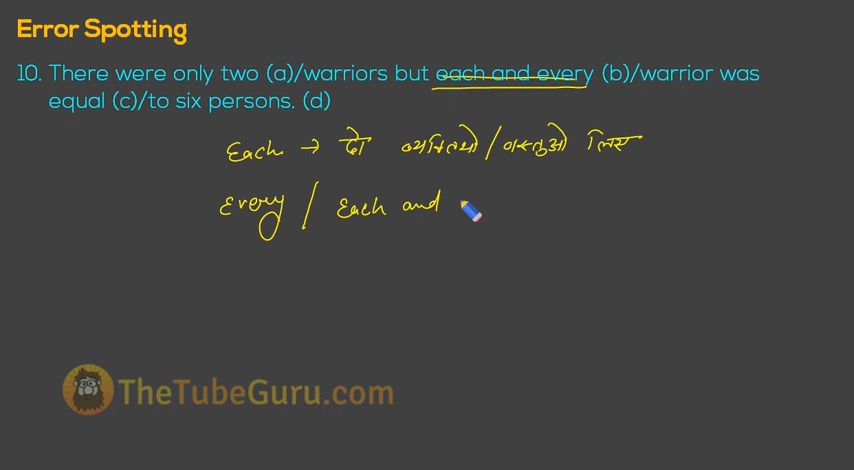 Error Spotting
10. There were only two (a)/warriors but each and every (b)/warrior was
equal (c)/to six persons. (d)
Each → दो व्यक्तियो / वस्तुओ लिए
Every / Each and
TheTubeGuru.com